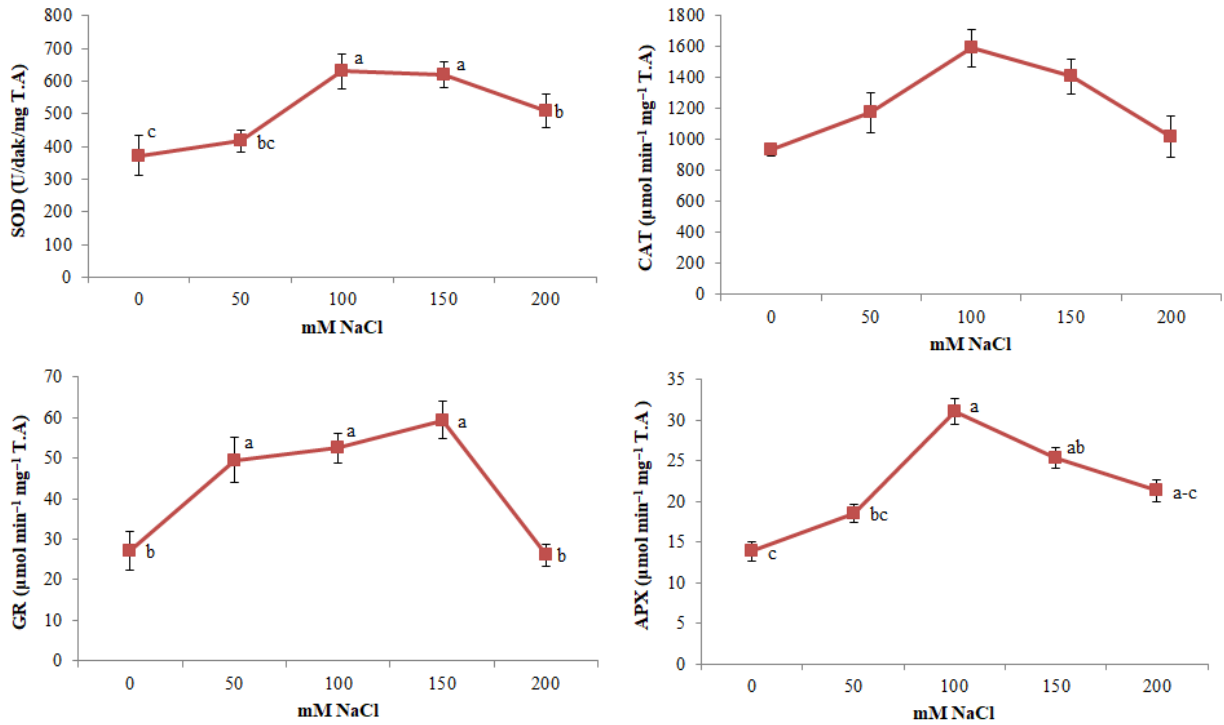 SOD (U/dak/mg T.A)
800
700
600
500
400
300
200
100
0
c
bc
a
a
b
0 50 100 150 200
mM NaCl
CAT (µmol min⁻¹ mg⁻¹ T.A)
1800
1600
1400
1200
1000
800
600
400
200
0
0 50 100 150 200
mM NaCl
GR (µmol min⁻¹ mg⁻¹ T.A)
70
60
50
40
30
20
10
0
b
a
a
a
b
0 50 100 150 200
mM NaCl
APX (µmol min⁻¹ mg⁻¹ T.A )
35
30
25
20
15
10
5
0
c
bc
a
ab
a-c
0 50 100 150 200
mM NaCl